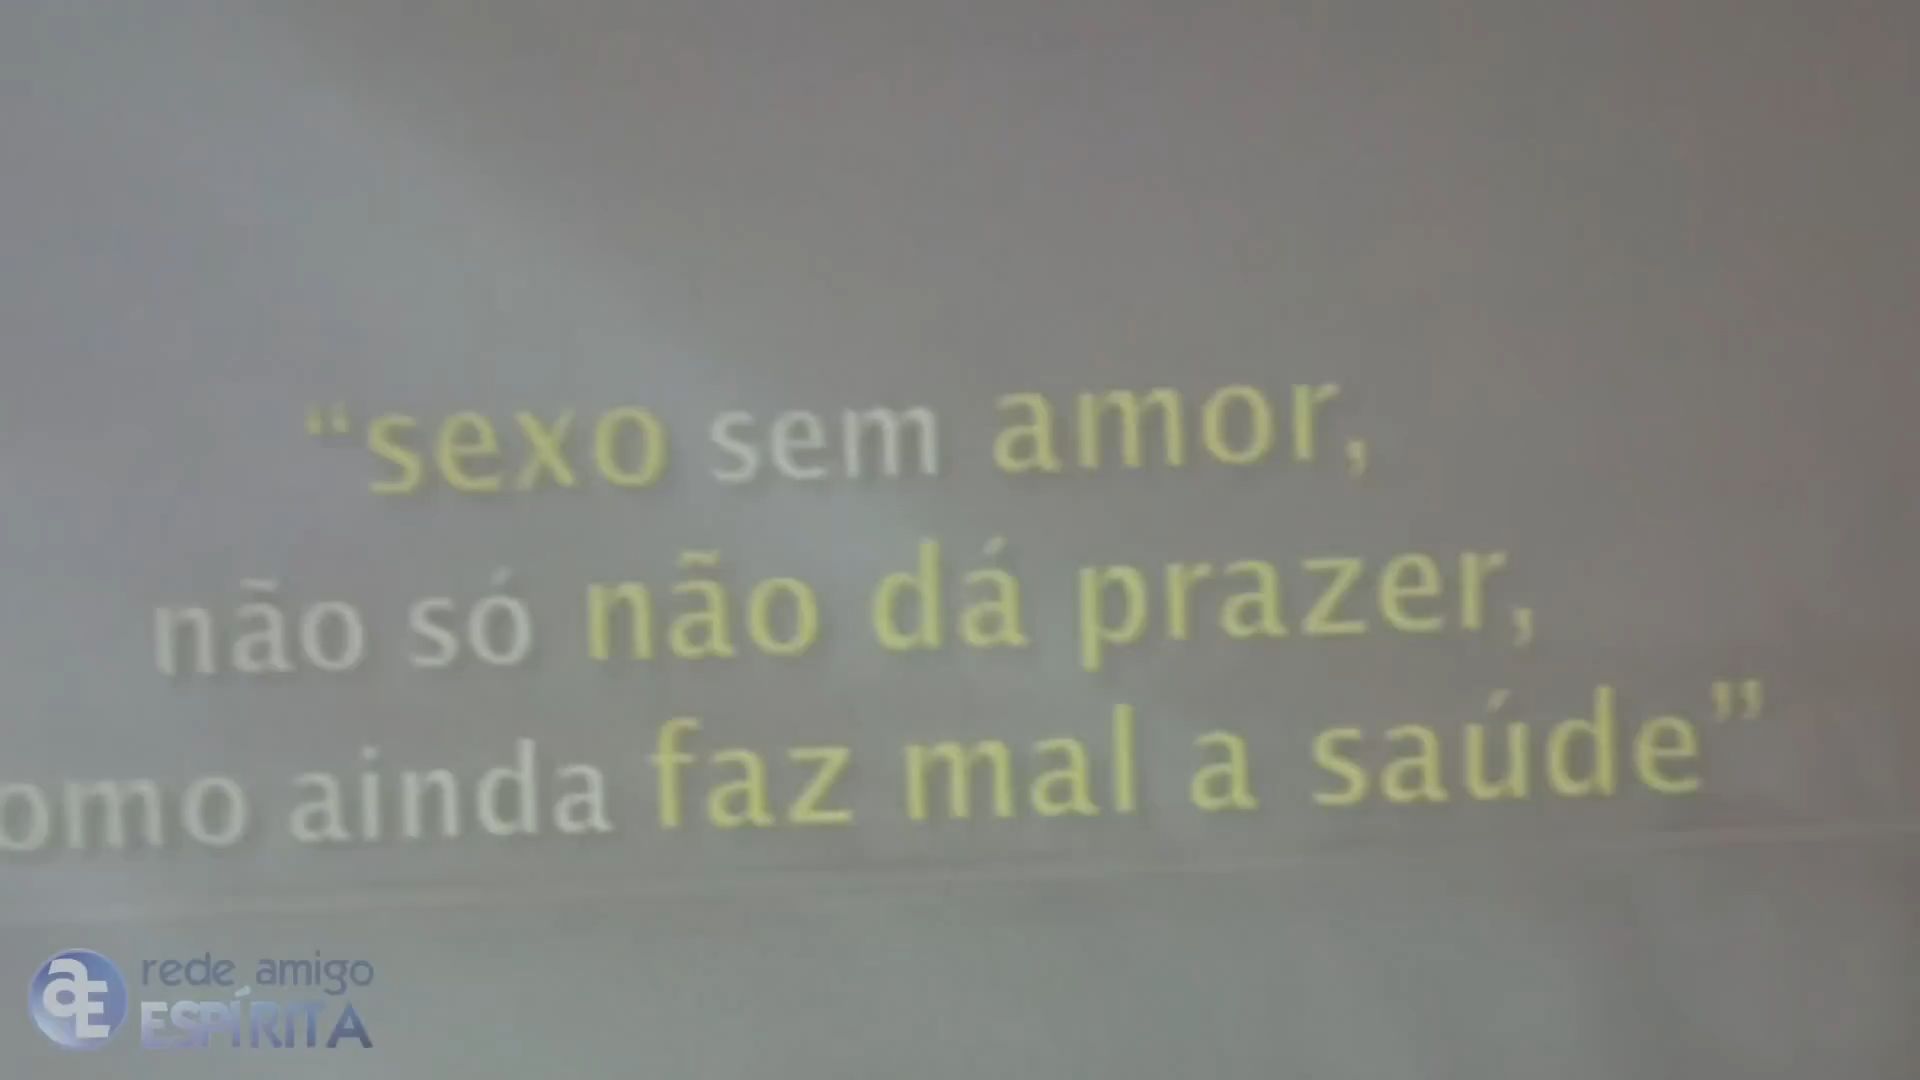 “sexo sem amor,
não só não dá prazer,
omo ainda faz mal a saúde”
rede amigo
ESPÍRITA